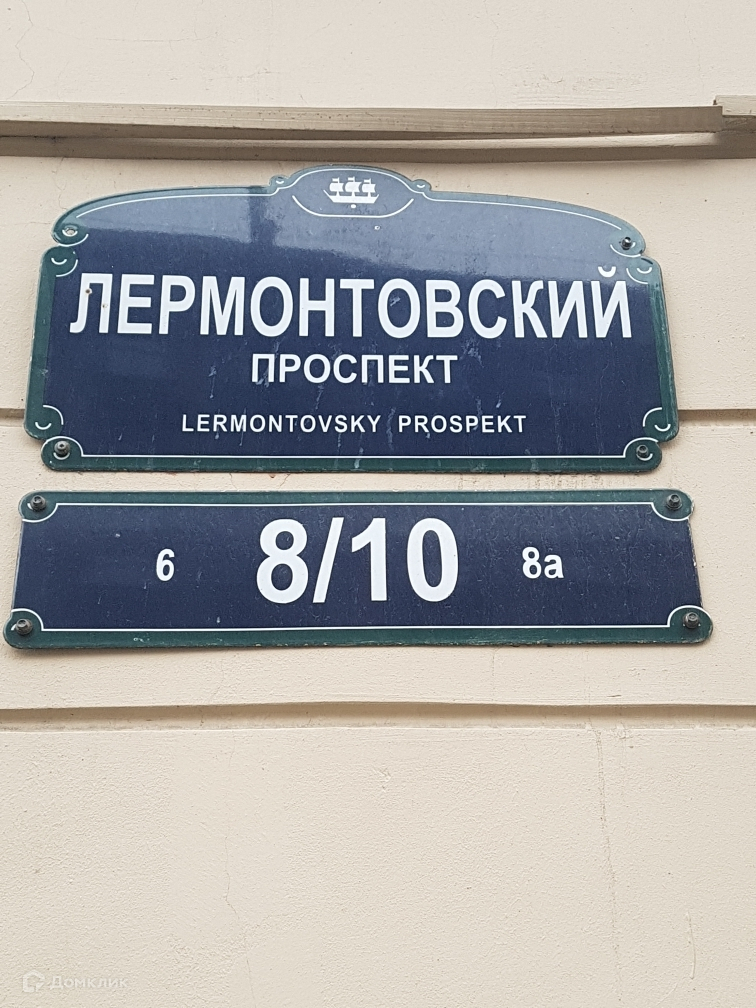 ЛЕРМОНТОВСКИЙ
ПРОСПЕКТ
LERMONTOVSKY PROSPEKT
6 8/10 8а
Домклик